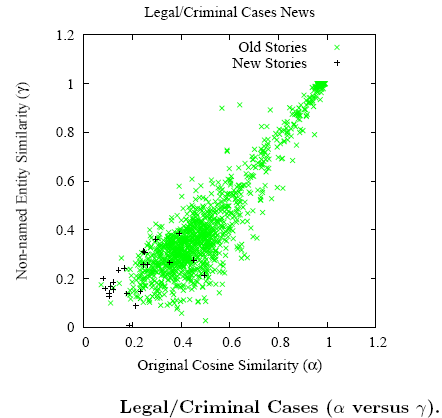 Legal/Criminal Cases News
1.2
Old Stories
New Stories
1
0.8
0.6
0.4
0.2
0
Non-named Entity Similarity (γ)
0 0.2 0.4 0.6 0.8 1 1.2
Original Cosine Similarity (α)
Legal/Criminal Cases (α versus γ).